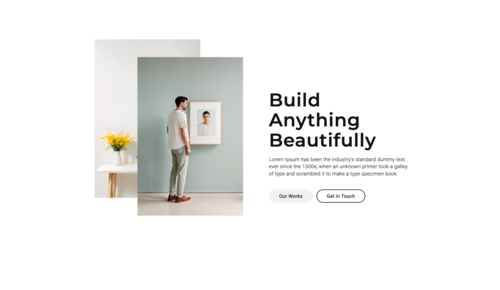 Build
Anything
Beautifully
Lorem Ipsum has been the industry's standard dummy text
ever since the 1500s, when an unknown printer took a galley
of type and scrambled it to make a type specimen book.
Our Works
Get in Touch